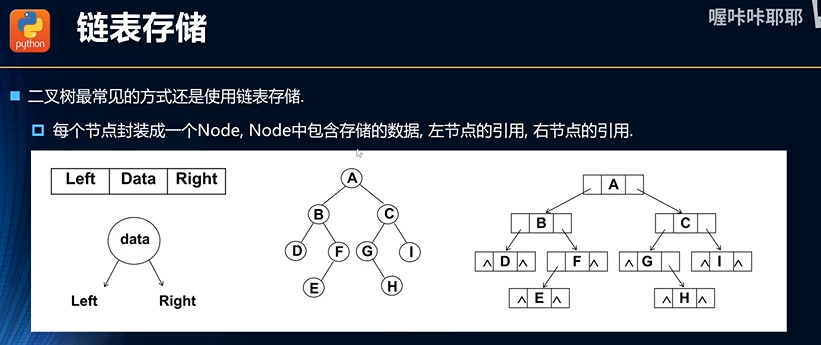 喔咔咔耶耶
python
链表存储
二叉树最常见的方式还是使用链表存储.
每个节点封装成一个Node, Node中包含存储的数据, 左节点的引用, 右节点的引用.
Left Data Right
data
Left Right
A
B C
D F G I
E H
A
B C
^ D ^ F ^ ^ G ^ I ^
^ E ^ ^ H ^